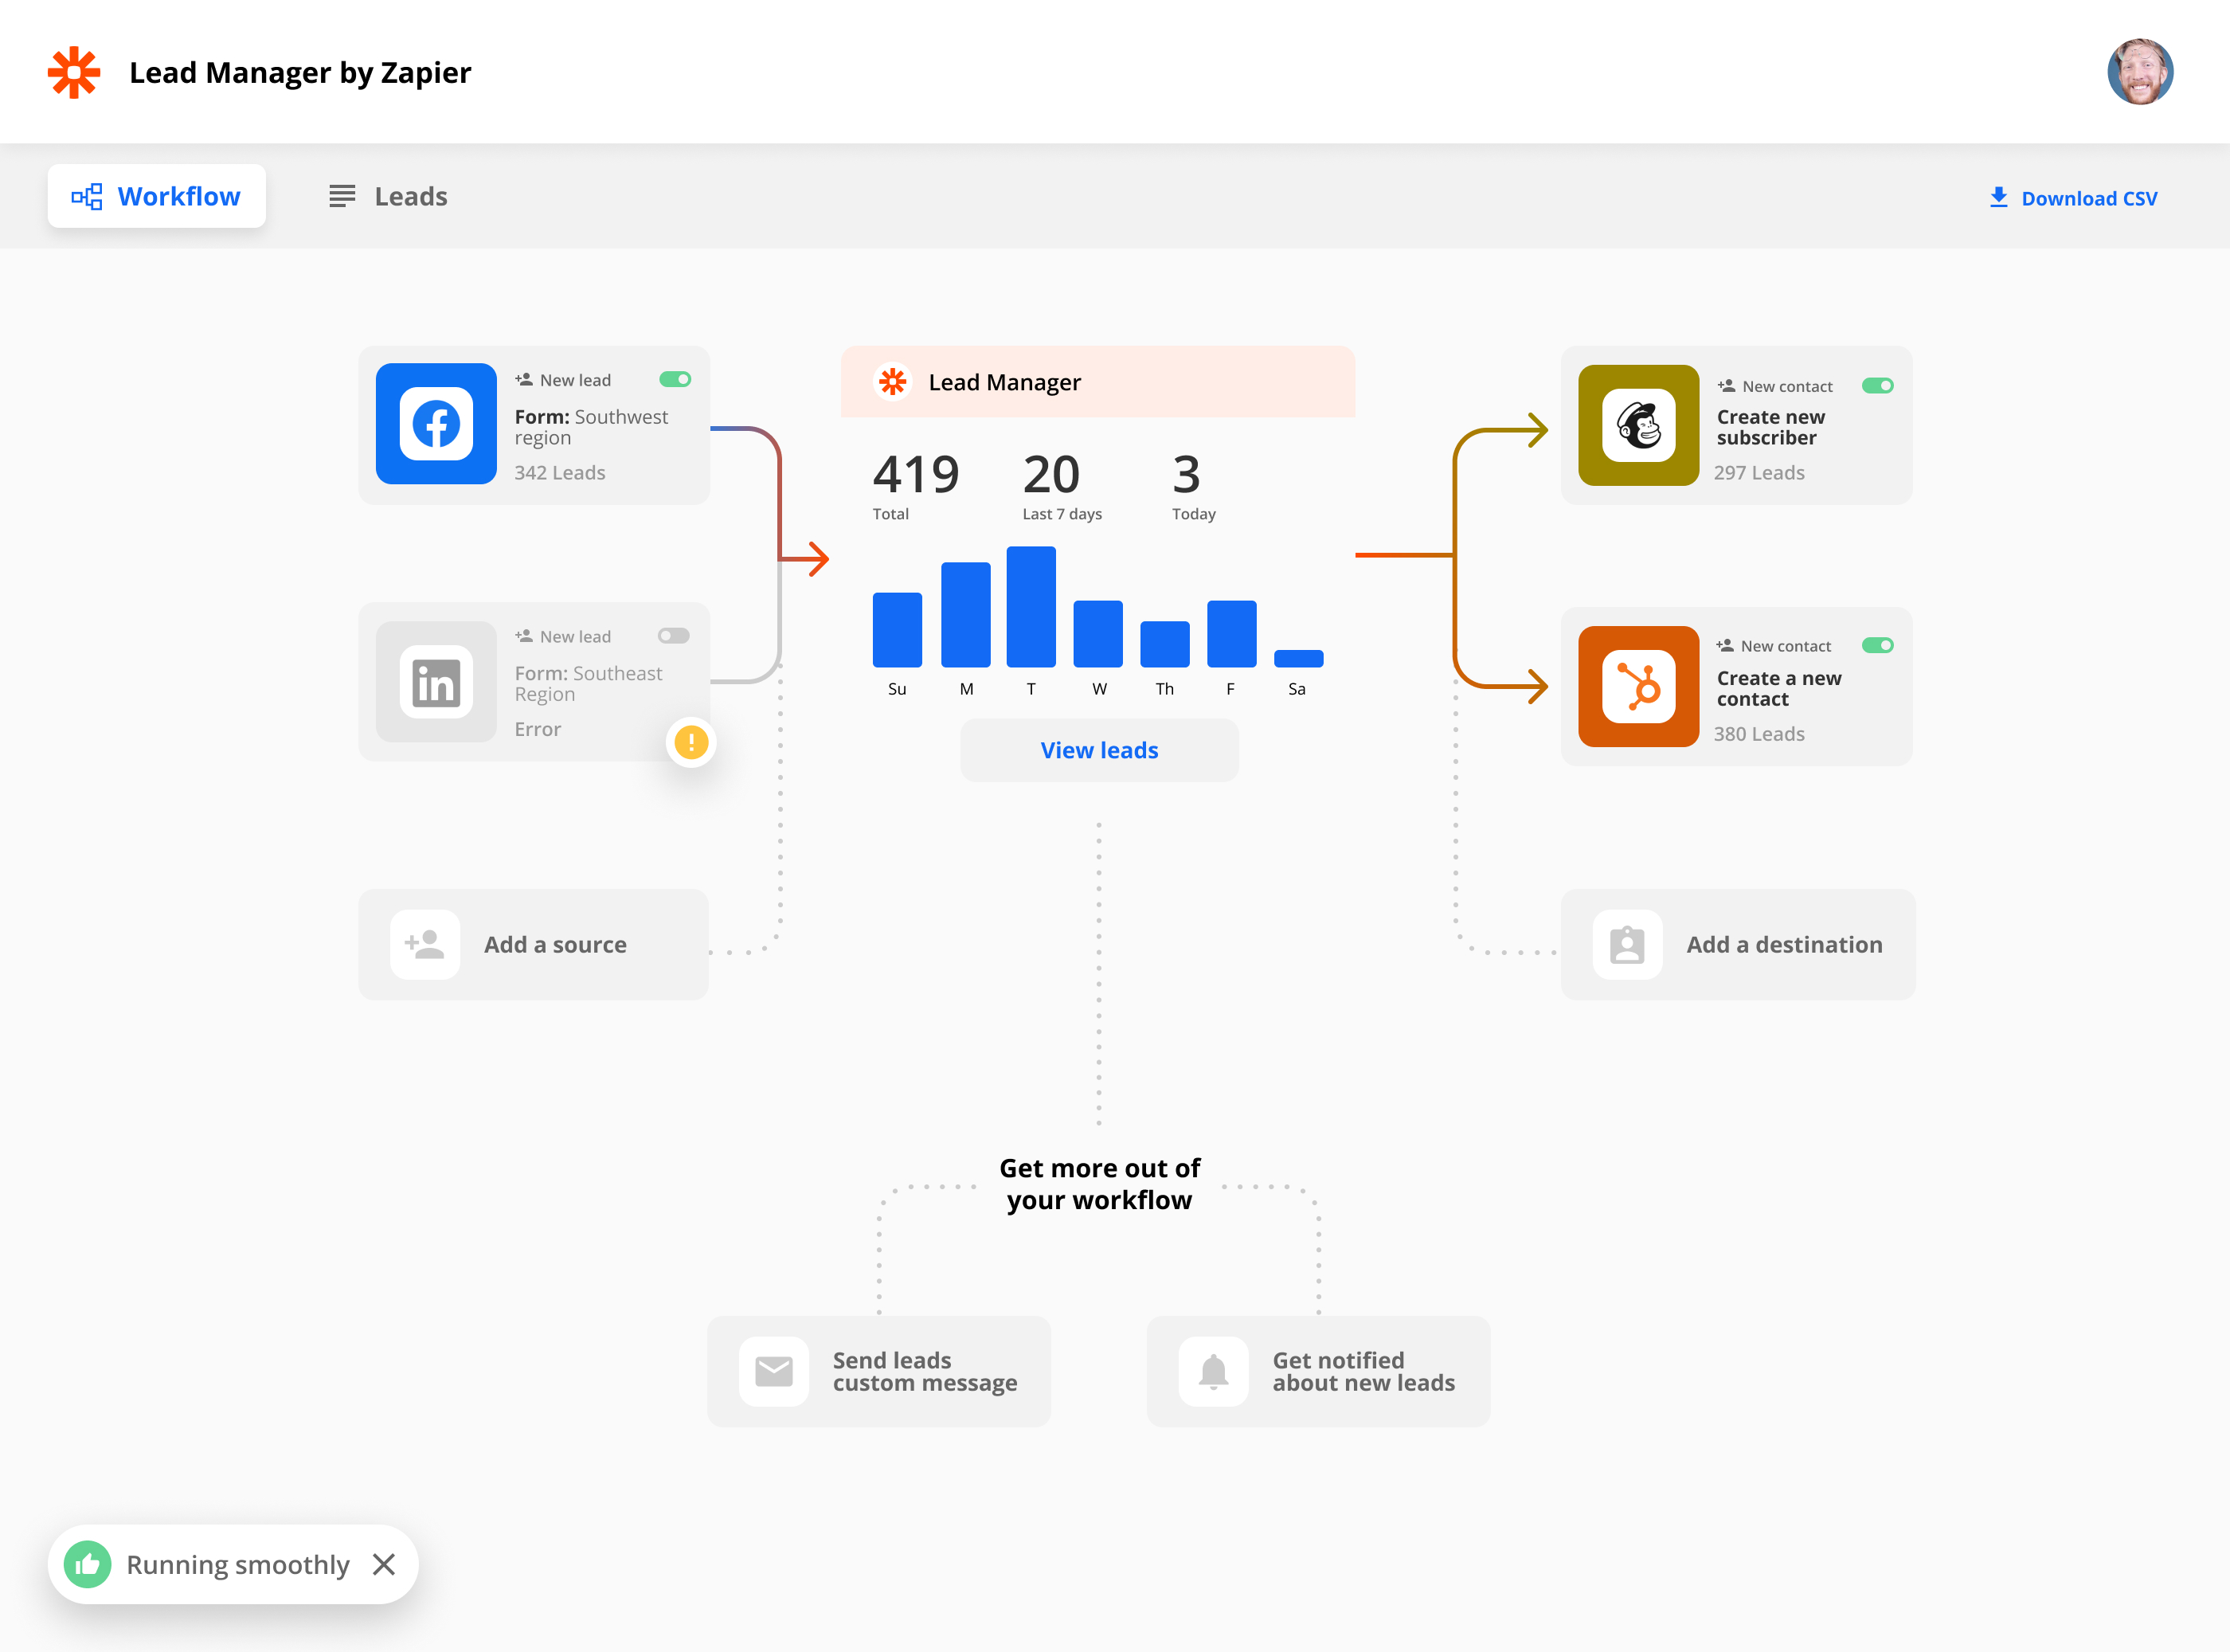 Lead Manager by Zapier
Workflow
Leads
Download CSV
New lead
Form: Southwest
region
342 Leads
New lead
Form: Southeast
Region
Error
Add a source
Lead Manager
419
Total
20
Last 7 days
3
Today
Su M T W Th F Sa
View leads
New contact
Create new
subscriber
297 Leads
New contact
Create a new
contact
380 Leads
Add a destination
Get more out of
your workflow
Send leads
custom message
Get notified
about new leads
Running smoothly